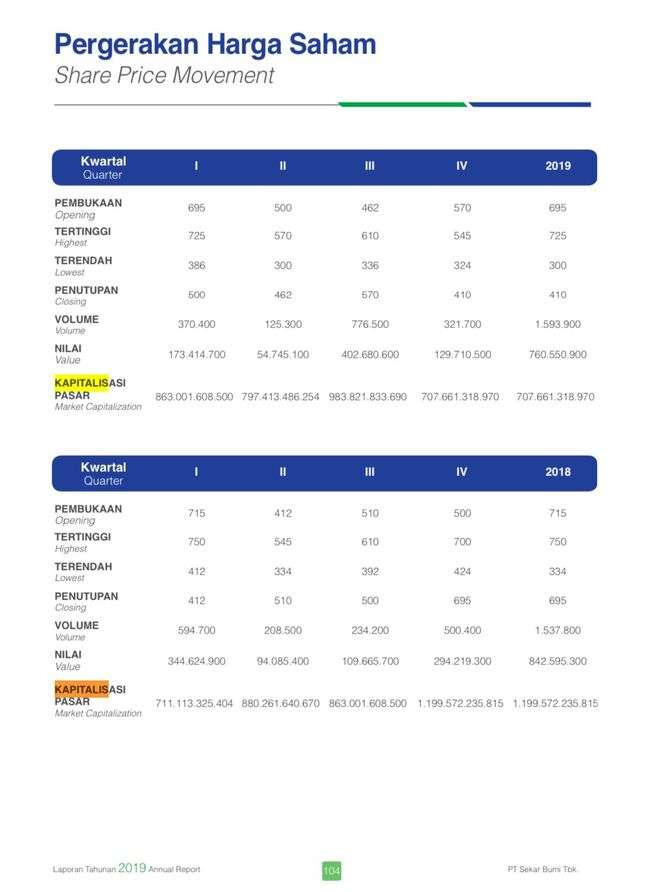 Pergerakan Harga Saham
Share Price Movement
Kwartal I II III IV 2019
Quarter
PEMBUKAAN 695 500 462 570 695
Opening
TERTINGGI 725 570 610 545 725
Highest
TERENDAH 386 300 336 324 300
Lowest
PENUTUPAN 500 462 570 410 410
Closing
VOLUME 370.400 125.300 776.500 321.700 1.593.900
Volume
NILAI 173.414.700 54.745.100 402.680.600 129.710.500 760.550.900
Value
KAPITALISASI
PASAR 863.001.608.500 797.413.486.254 983.821.833.690 707.661.318.970 707.661.318.970
Market Capitalization
Kwartal I II III IV 2018
Quarter
PEMBUKAAN 715 412 510 500 715
Opening
TERTINGGI 750 545 610 700 750
Highest
TERENDAH 412 334 392 424 334
Lowest
PENUTUPAN 412 510 500 695 695
Closing
VOLUME 594.700 208.500 234.200 500.400 1.537.800
Volume
NILAI 344.624.900 94.085.400 109.665.700 294.219.300 842.595.300
Value
KAPITALISASI
PASAR 711.113.325.404 880.261.640.670 863.001.608.500 1.199.572.235.815 1.199.572.235.815
Market Capitalization
Laporan Tahunan 2019 Annual Report 104 PT Sekar Bumi Tbk.